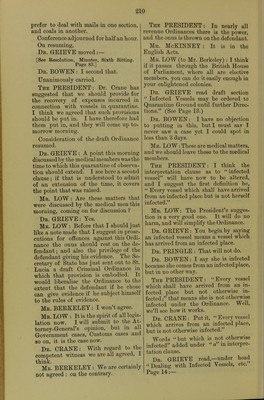 239
prefer to deal with mails in one section,
and coals in another.
Conference adjourned for half an hour.
On resuming,
Dr. GRIEVE moved :—
[See Resolution, Minutes, Sixth Sitting.
Page 92.]
Dr. BOWEN : I second that.
Unanimously carried.
The PRESIDENT: Dr. Crane has
suggested that we should provide for
the recovery of expenses incurred in
connection with vessels in quarantine.
I think we agreed that such provisions
should be put in. I have therefore had
them put in, and they will come up to-
morrow morning.
Consideration of the draft Ordinance
resumed.
Dr. GRIEVE: A point this morning
discussed by the medical members was the
time to which this quarantine of observa-
tion should extend. I see here a second
clause; if that is understood to admit
of an extension of the time, it covers
the point that was raised.
Mr. LOW: Are these matters that
were discussed by the medical men this
morning, coming on for discussion ?
Dr. GRIEVE: Yes.
Mr. LOW: Before that I should just
like a note made that I suggest in prose-
cutions for offences against this Ordi-
nance the onus should rest on the de-
fendant; and also the privilege of the
defendant giving his evidence. The Se-
cretary of State has just sent out to St.
Lucia a draft Criminal Ordinance in
which that provision is embodied. It
would liberalise the Ordinance to the
extent that the defendant if he chose
can give evidence if he subject himself
to the rules of evidence.
Mr. BERKELEY: I won't agree.
Mr. LOW: It is the spirit of all legis-
lation now. I will submit to the At-
torney-General's opinion, but in all
Government cases, Customs cases and
so on, it is the case now.
Dr. CRANE: With regard to the
competent witness we are all agreed, I
think.
Mr. BERKELEY: We are certainly
not agreed : on the contrary.
The PRESIDENT: In nearly all
revenue Ordinances there is the power,
and the onus is thrown on the defendant.
Mr. McKINNEY: It is in the
English Acts.
Mr. LOW (to Mr. Berkeley) : I think
if it passes through the British House
of Parliament, where all are elective
members, you can do it easily enough in
your enlightened colonies.
Dr. GRIEVE read draft section
"Infected Vessels may be ordered to
Quarantine Ground until further Direc-
tions." (See Page 13.)
Dr. BOWEN: I have no objection
to putting in this, but I must say I
never saw a case yet I could spot in
less than 5 days.
Mr. LOW: These are medical matters,
and we should leave those to the medical
members.
The PRESIDENT: I think the
interpretation clause as to "infected
vessel" will have now to be altered,
and I suggest the first definition be,
"Every vessel which shall have arrived
from an infected place but is not herself
infected."
Mr. LOW: The President's sugges-
tion is a very good one. It will do no
harm and will simplify the Ordinance.
Dr. GRIEVE: You begin by saying
an infected vessel means a vessel which
has arrived from an infected place.
Dr. PRINGLE: That will not do.
Dr. BOWEN: I say she is infected
because she comes from an infected place,
but in no other way.
The PRESIDENT: "Every vessel
which shall have arrived from an in-
fected place but not otherwise in-
fected;" that means she is not otherwise
infected under the Ordinance. Well,
we'll see how it works.
Dr. CRANE: Put it, "Every vessel
which arrives from an infected place,
but is not otherwise infected."
Words "but which is not otherwise
infected" added under "a" in interpre-
tation clause.
Dr. GRIEVE read,—under head
"Dealing with Infected Vessels, etc."
Page 14:—